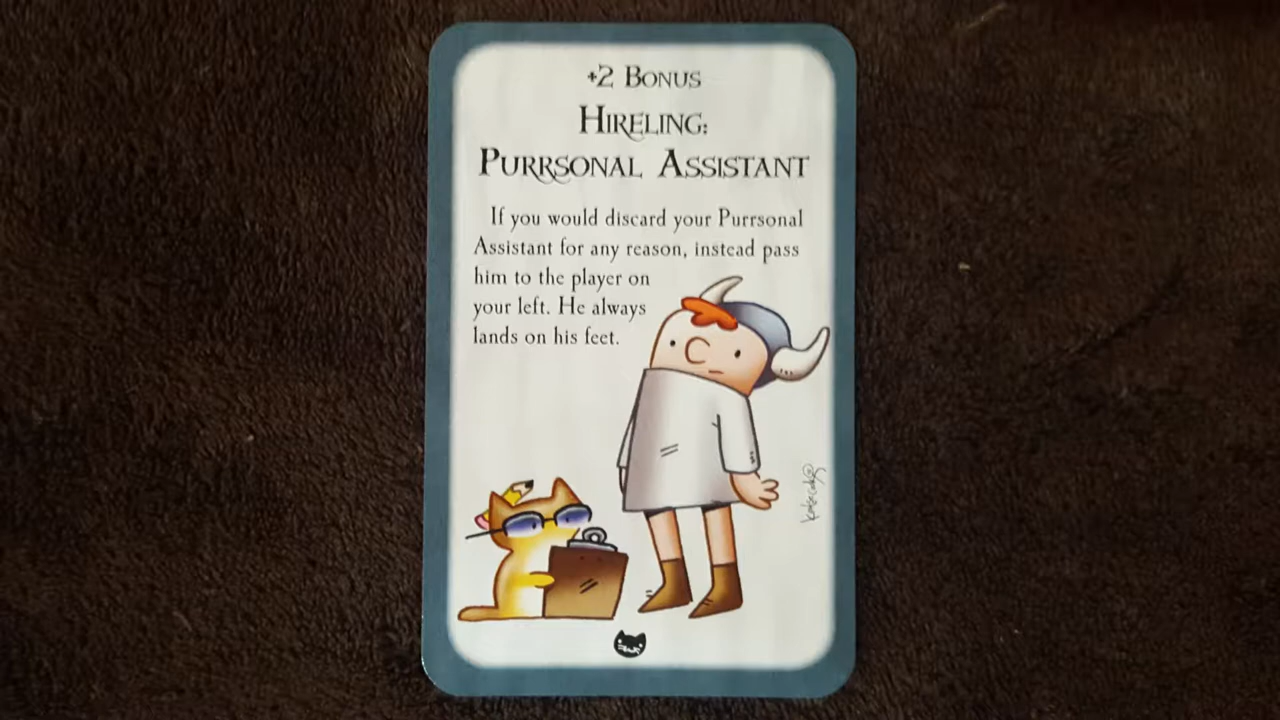 +2 Bonus
Hireling:
Purrsonal Assistant
If you would discard your Purrsonal
Assistant for any reason, instead pass
him to the player on
your left. He always
lands on his feet.